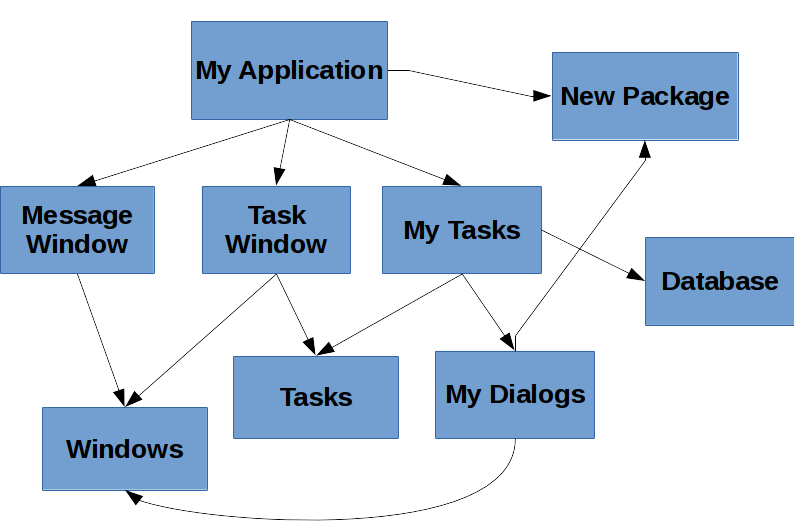 My Application
New Package
Message
Window
Task
Window
My Tasks
Database
Tasks
My Dialogs
Windows